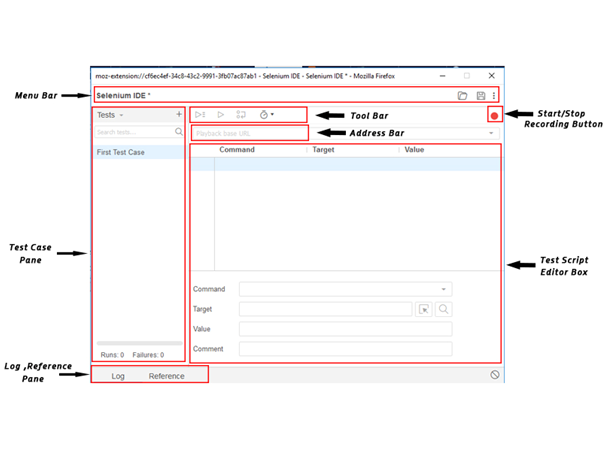 moz-extension://cf6ec4ef-34c8-43c2-9991-3fb07ac87ab1 - Selenium IDE - Selenium IDE * - Mozilla Firefox
Menu Bar
Selenium IDE *
Tests
+
Tool Bar
Start/Stop
Recording Button
Search tests...
Playback base URL
Address Bar
First Test Case
Command Target Value
Test Case
Pane
Test Script
Editor Box
Command
Target
Value
Comment
Runs: 0 Failures: 0
Log ,Reference
Pane
Log Reference